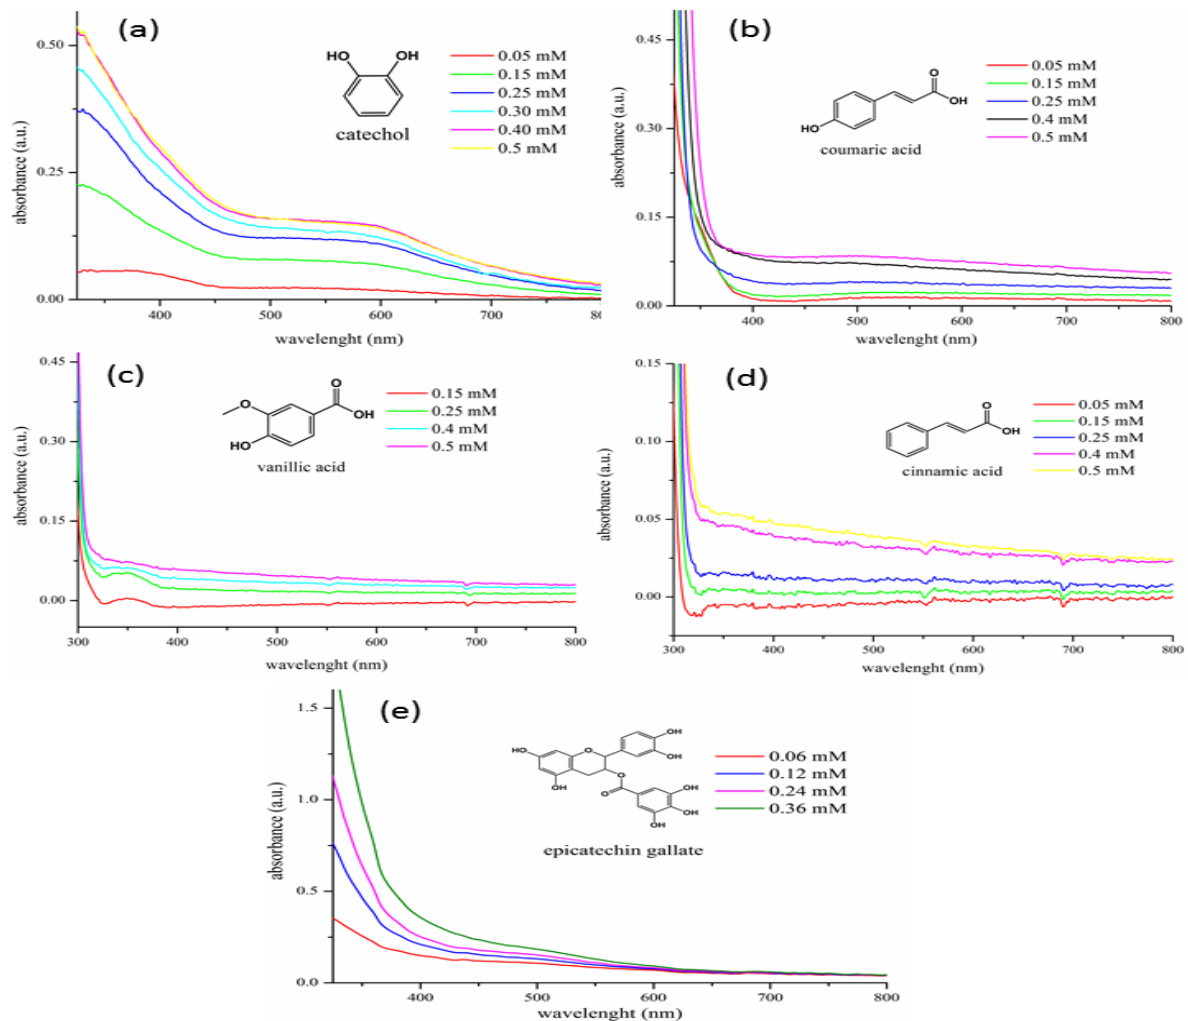 (a)
absorbance (a.u.)
0.50
0.25
0.00
HO OH
catechol
0.05 mM
0.15 mM
0.25 mM
0.30 mM
0.40 mM
0.5 mM
400 500 600 700 80
wavelenght (nm)
(b)
absorbance (a.u.)
0.45
0.30
0.15
0.00
O
OH
HO
coumaric acid
0.05 mM
0.15 mM
0.25 mM
0.4 mM
0.5 mM
400 500 600 700 800
wavelenght (nm)
(c)
absorbance (a.u.)
0.45
0.30
0.15
0.00
O
O
OH
HO
vanillic acid
0.15 mM
0.25 mM
0.4 mM
0.5 mM
300 400 500 600 700 800
wavelenght (nm)
(d)
absorbance (a.u.)
0.15
0.10
0.05
0.00
O
OH
cinnamic acid
0.05 mM
0.15 mM
0.25 mM
0.4 mM
0.5 mM
300 400 500 600 700 800
wavelenght (nm)
(e)
absorbance (a.u.)
1.5
1.0
0.5
0.0
OH
HO O OH
O
OH O OH
OH
OH
epicatechin gallate
0.06 mM
0.12 mM
0.24 mM
0.36 mM
400 500 600 700 800
wavelenght (nm)